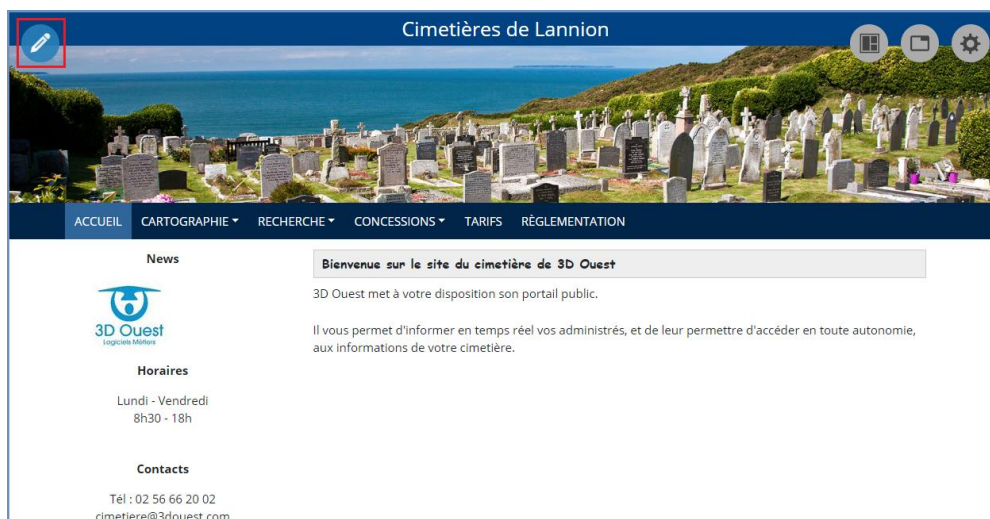 Cimetières de Lannion
ACCUEIL CARTOGRAPHIE RECHERCHE CONCESSIONS TARIFS RÈGLEMENTATION
News
3D Ouest
Logiciels Métiers
Horaires
Lundi - Vendredi
8h30 - 18h
Contacts
Tél : 02 56 66 20 02
cimetiere@3douest.com
Bienvenue sur le site du cimetière de 3D Ouest
3D Ouest met à votre disposition son portail public.
Il vous permet d'informer en temps réel vos administrés, et de leur permettre d'accéder en toute autonomie,
aux informations de votre cimetière.